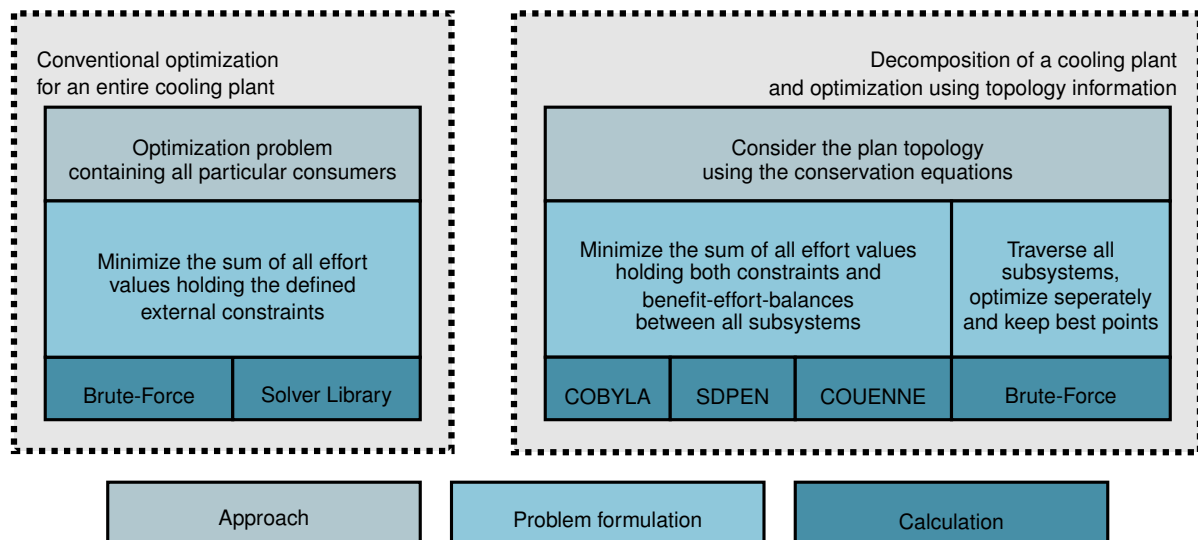 Conventional optimization
for an entire cooling plant
Optimization problem
containing all particular consumers
Minimize the sum of all effort
values holding the defined
external constraints
Brute-Force
Solver Library
Decomposition of a cooling plant
and optimization using topology information
Consider the plan topology
using the conservation equations
Minimize the sum of all effort values
holding both constraints and
benefit-effort-balances
between all subsystems
Traverse all
subsystems,
optimize seperately
and keep best points
COBYLA
SDPEN
COUENNE
Brute-Force
Approach
Problem formulation
Calculation